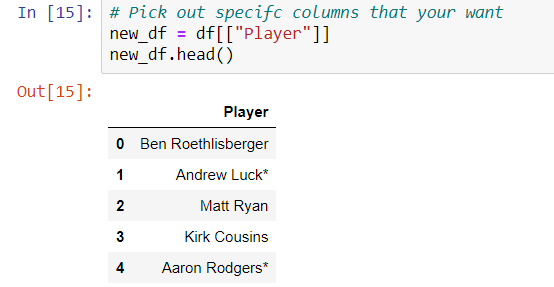 In [15]: # Pick out specifc columns that your want
new_df = df[["Player"]]
new_df.head()
Out[15]:
Player
0 Ben Roethlisberger
1 Andrew Luck*
2 Matt Ryan
3 Kirk Cousins
4 Aaron Rodgers*